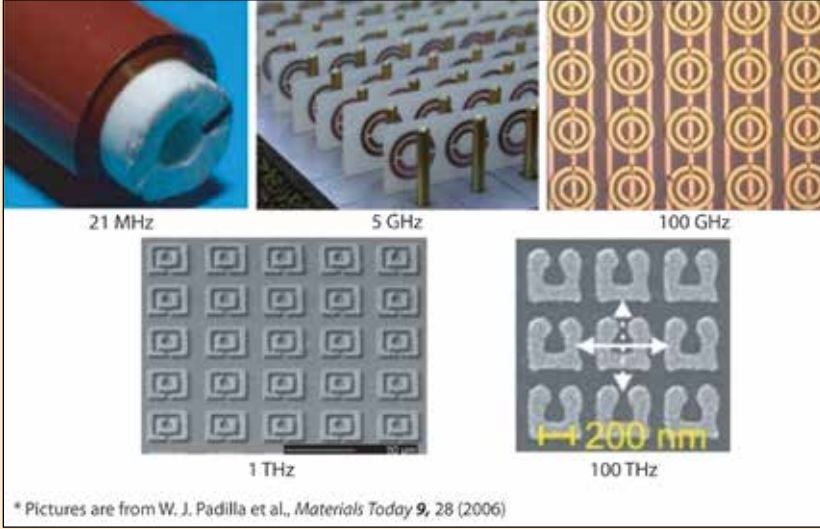 21 MHz
5 GHz
100 GHz
200 nm
1 THz
100 THz
* Pictures are from W. J. Padilla et al., Materials Today 9, 28 (2006)